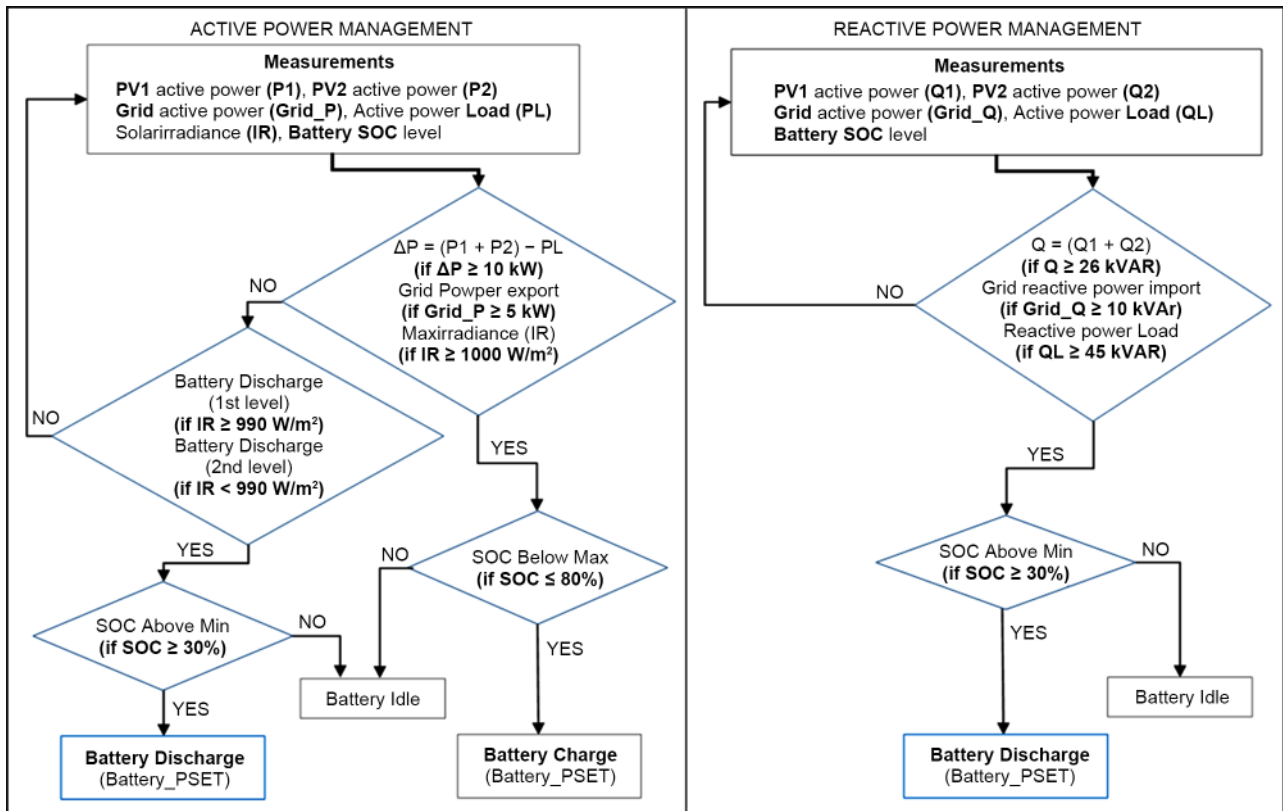 ACTIVE POWER MANAGEMENT
Measurements
PV1 active power (P1), PV2 active power (P2)
Grid active power (Grid_P), Active power Load (PL)
Solarirradiance (IR), Battery SOC level
ΔP = (P1 + P2) − PL
(if ΔP ≥ 10 kW)
Grid Powper export
(if Grid_P ≥ 5 kW)
Maxirradiance (IR)
(if IR ≥ 1000 W/m²)
NO
Battery Discharge
(1st level)
(if IR ≥ 990 W/m²)
Battery Discharge
(2nd level)
(if IR < 990 W/m²)
NO
YES
YES
SOC Below Max
(if SOC ≤ 80%)
NO
SOC Above Min
(if SOC ≥ 30%)
NO
YES
Battery Idle
YES
Battery Discharge
(Battery_PSET)
Battery Charge
(Battery_PSET)
REACTIVE POWER MANAGEMENT
Measurements
PV1 active power (Q1), PV2 active power (Q2)
Grid active power (Grid_Q), Active power Load (QL)
Battery SOC level
Q = (Q1 + Q2)
(if Q ≥ 26 kVAR)
Grid reactive power import
(if Grid_Q ≥ 10 kVAr)
Reactive power Load
(if QL ≥ 45 kVAR)
NO
YES
SOC Above Min
(if SOC ≥ 30%)
NO
YES
Battery Idle
Battery Discharge
(Battery_PSET)